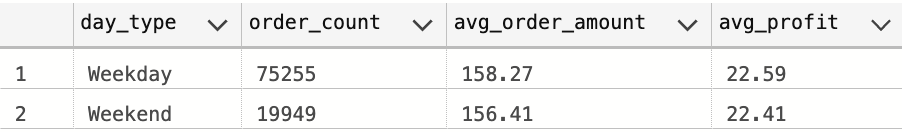 day_type order_count avg_order_amount avg_profit
1 Weekday 75255 158.27 22.59
2 Weekend 19949 156.41 22.41